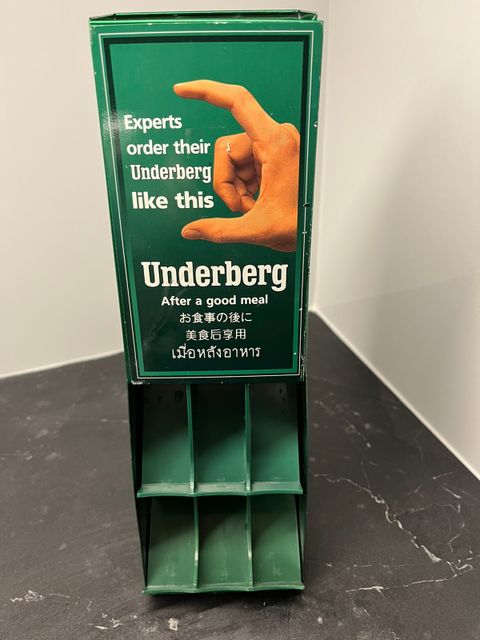 Experts
order their
Underberg
like this
Underberg
After a good meal
お食事の後に
美食后享用
เมื่อหลังอาหาร